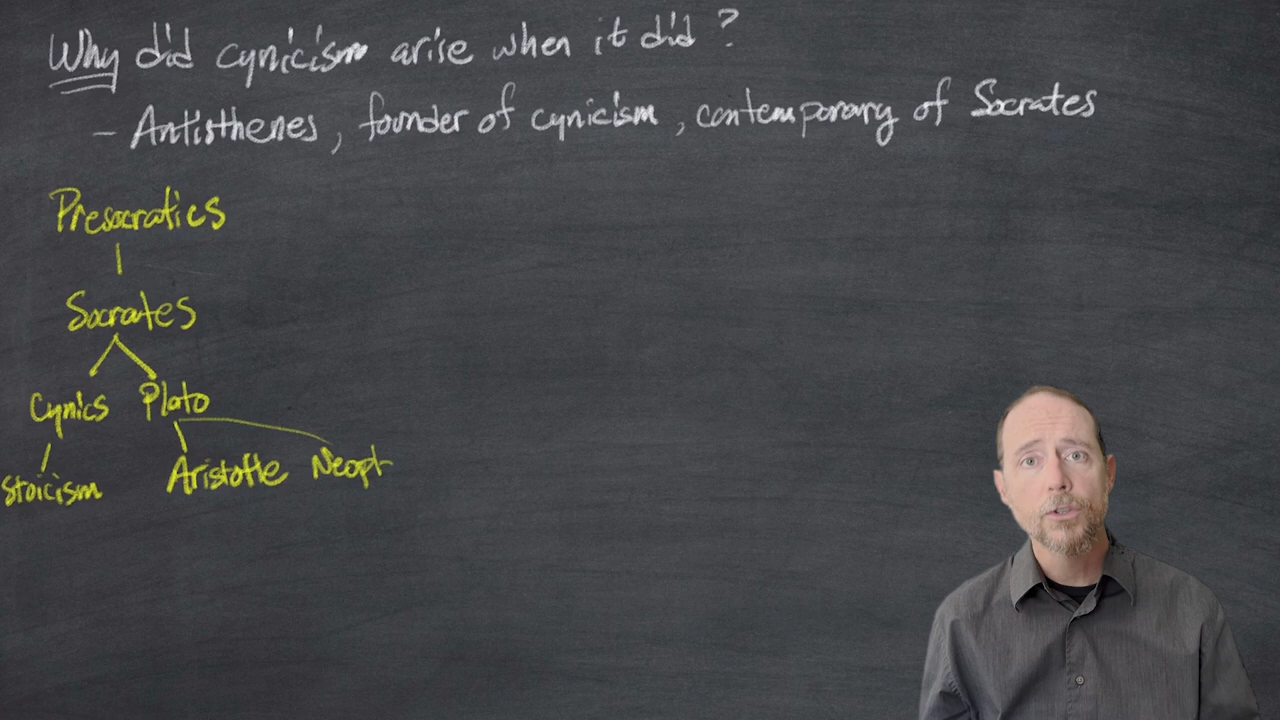 Why did cynicism arise when it did?
- Antisthenes, founder of cynicism, contemporary of Socrates
Presocratics
Socrates
Cynics Plato
Stoicism Aristotle Neopl